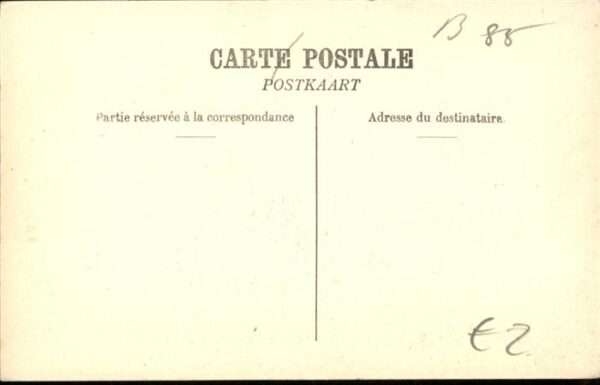 B 88
CARTE POSTALE
POSTKAART
Partie réservée à la correspondance
Adresse du destinataire.
€2